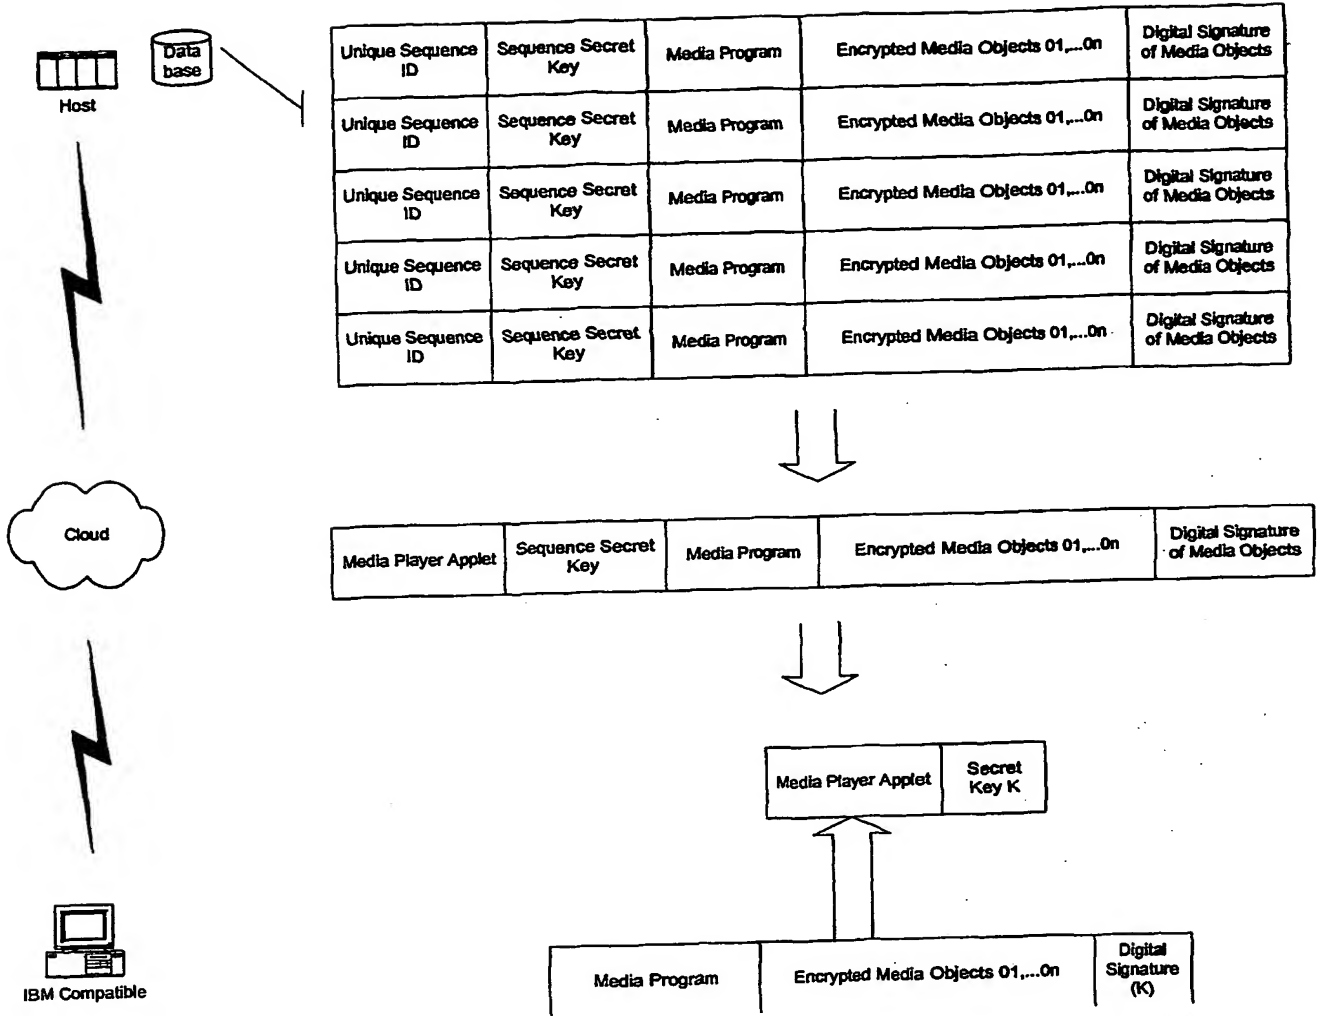 Data
base
Host
Unique Sequence
ID
Sequence Secret
Key
Media Program
Encrypted Media Objects 01,...0n
Digital Signature
of Media Objects
Unique Sequence
ID
Sequence Secret
Key
Media Program
Encrypted Media Objects 01,...0n
Digital Signature
of Media Objects
Unique Sequence
ID
Sequence Secret
Key
Media Program
Encrypted Media Objects 01,...0n
Digital Signature
of Media Objects
Unique Sequence
ID
Sequence Secret
Key
Media Program
Encrypted Media Objects 01,...0n
Digital Signature
of Media Objects
Unique Sequence
ID
Sequence Secret
Key
Media Program
Encrypted Media Objects 01,...0n
Digital Signature
of Media Objects
Cloud
Media Player Applet
Sequence Secret
Key
Media Program
Encrypted Media Objects 01,...0n
Digital Signature
of Media Objects
Media Player Applet
Secret
Key K
IBM Compatible
Media Program
Encrypted Media Objects 01,...0n
Digital
Signature
(K)